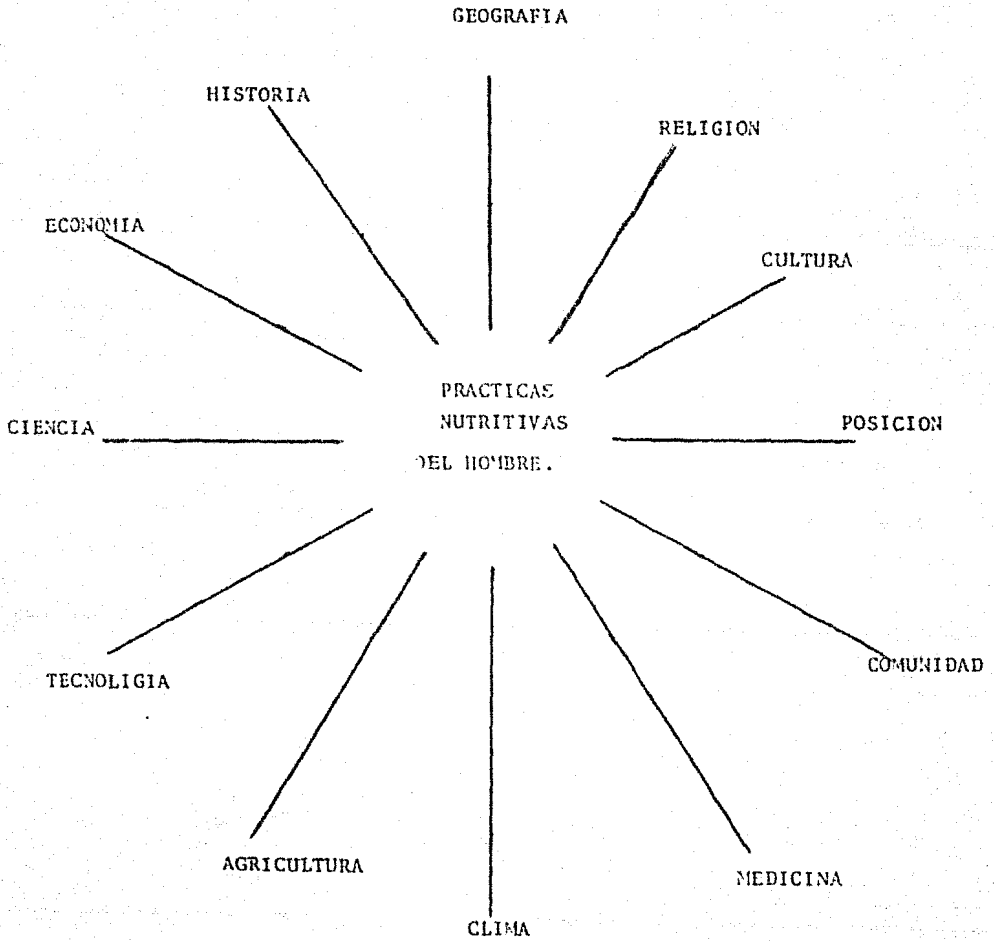 GEOGRAFIA
HISTORIA
RELIGION
ECONOMIA
CULTURA
PRACTICAS
NUTRITIVAS
DEL HOMBRE.
CIENCIA
POSICION
TECNOLIGIA
COMUNIDAD
AGRICULTURA
MEDICINA
CLIMA